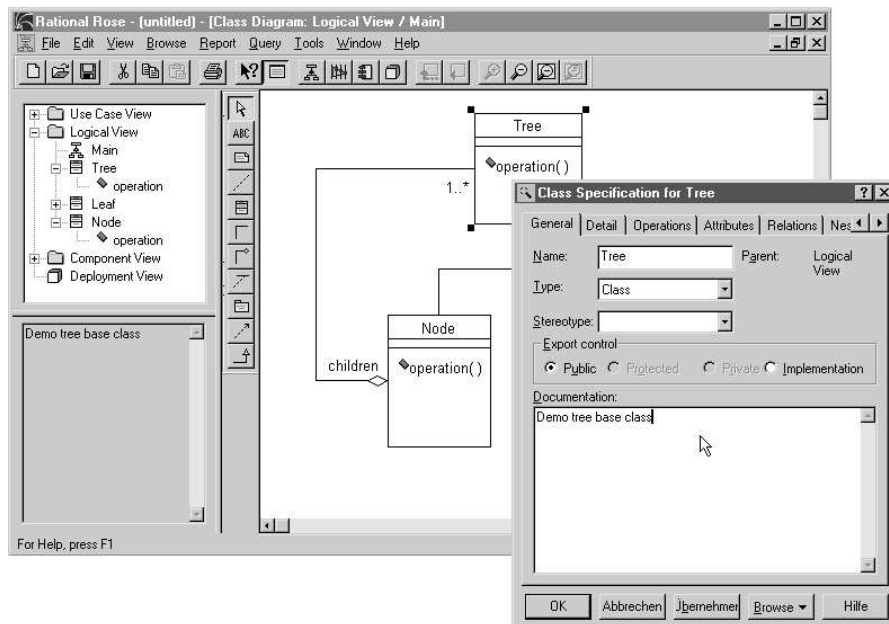 Rational Rose - (untitled) - [Class Diagram: Logical View / Main]
File Edit View Browse Report Query Tools Window Help
ABC
Use Case View
Logical View
Main
Tree
operation
Leaf
Node
operation
Component View
Deployment View
Demo tree base class
Tree
operation( )
1..*
Node
operation( )
children
For Help, press F1
Class Specification for Tree
General Detail Operations Attributes Relations Nes
Name: Tree Parent: Logical
View
Type: Class
Stereotype:
Export control
Public Protected Private Implementation
Documentation:
Demo tree base class
OK Abbrechen Übernehmen Browse Hilfe